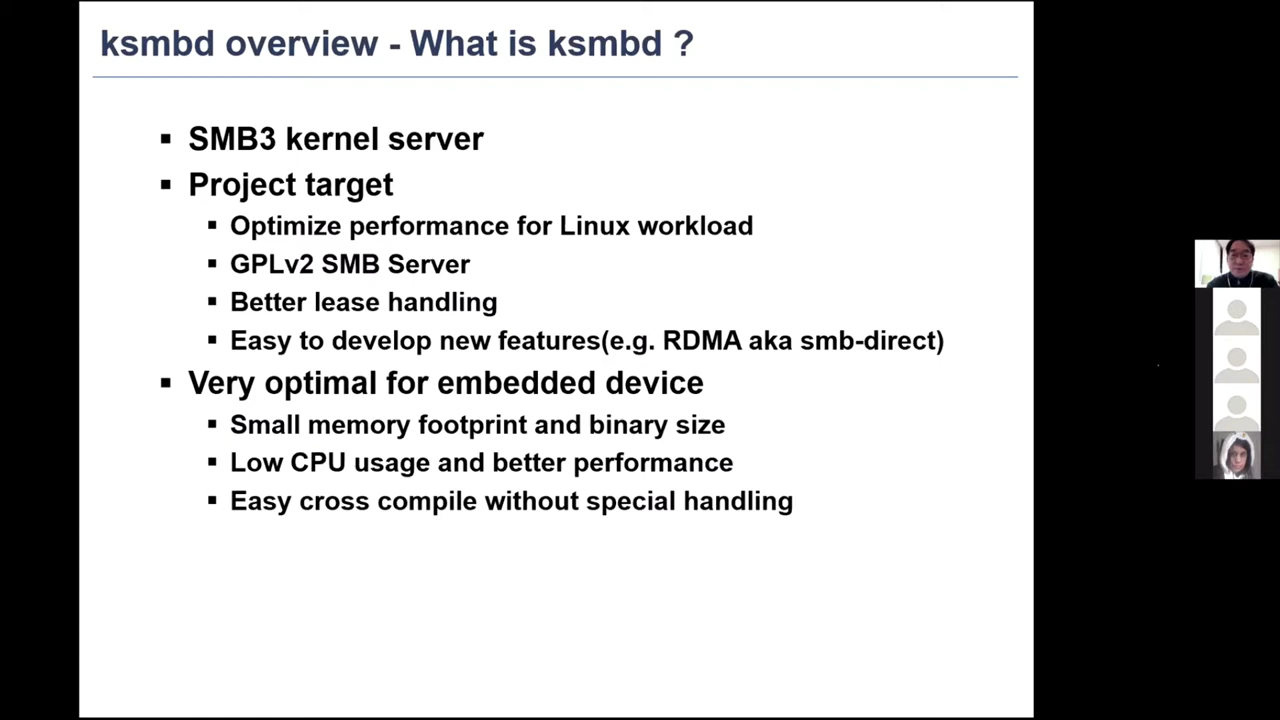 ksmbd overview - What is ksmbd ?
▪ SMB3 kernel server
▪ Project target
▪ Optimize performance for Linux workload
▪ GPLv2 SMB Server
▪ Better lease handling
▪ Easy to develop new features(e.g. RDMA aka smb-direct)
▪ Very optimal for embedded device
▪ Small memory footprint and binary size
▪ Low CPU usage and better performance
▪ Easy cross compile without special handling